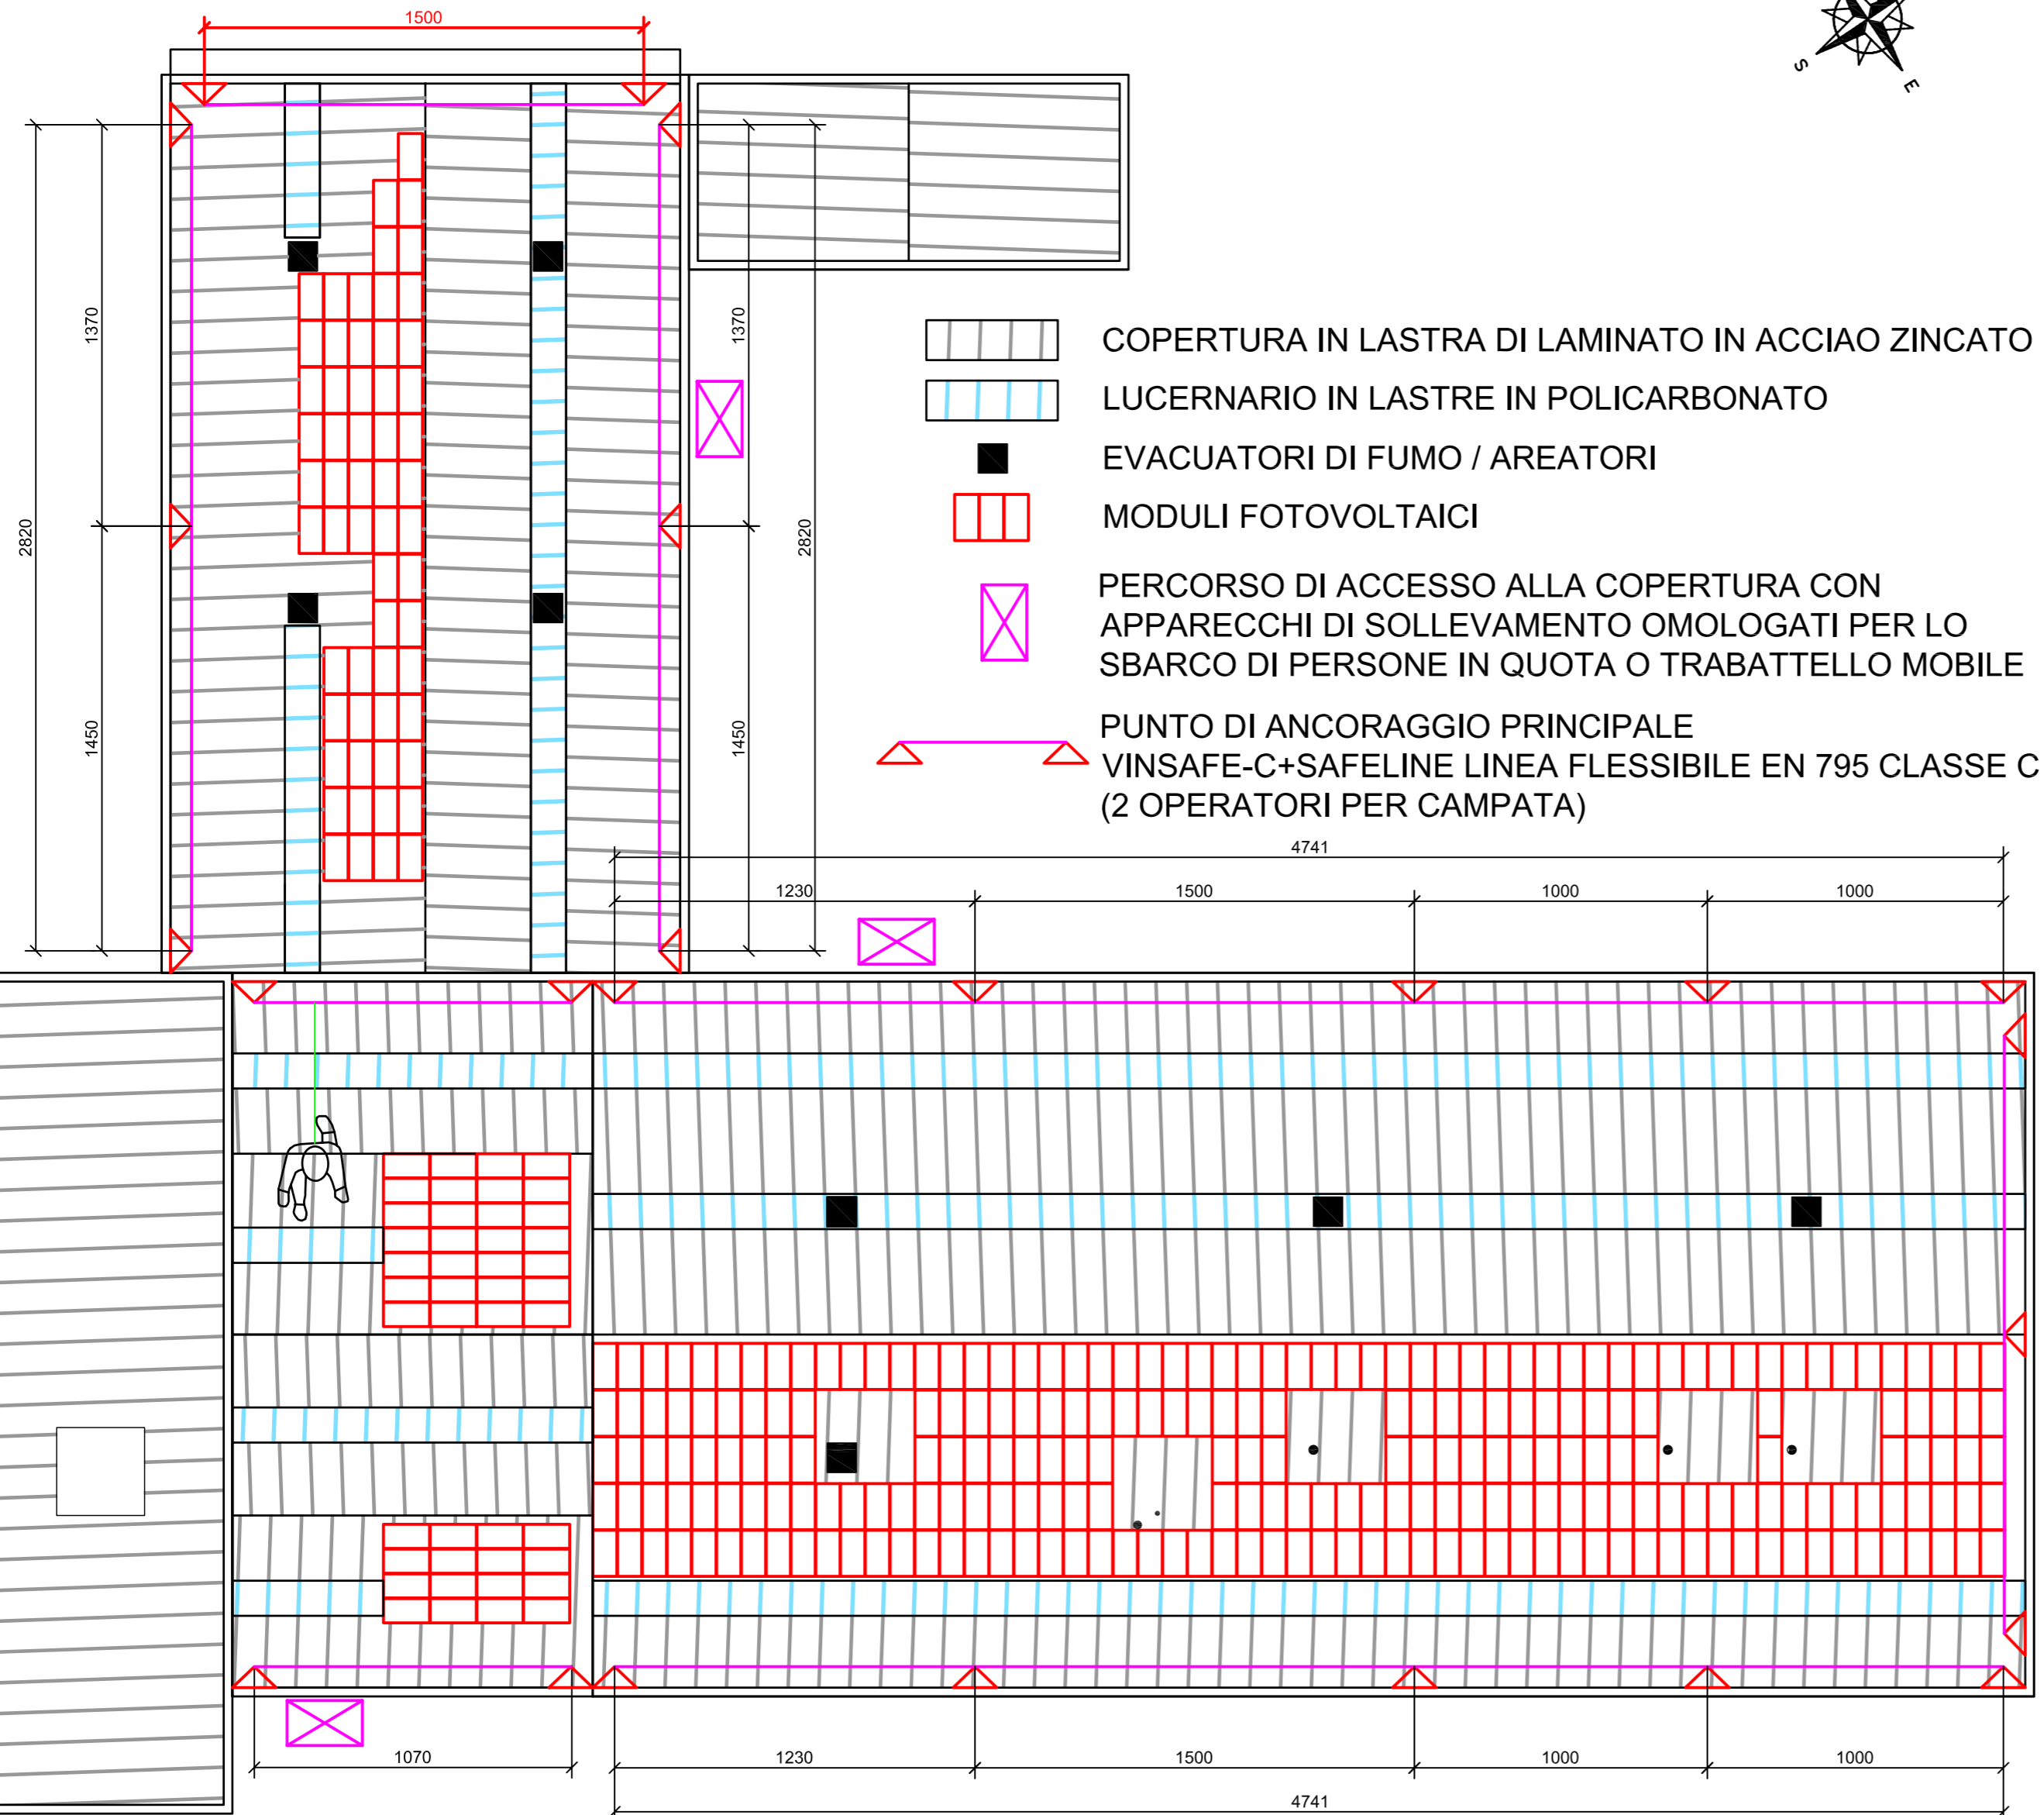 1500
S
E
2820
1370
1450
1370
1450
2820
COPERTURA IN LASTRA DI LAMINATO IN ACCIAO ZINCATO
LUCERNARIO IN LASTRE IN POLICARBONATO
EVACUATORI DI FUMO / AREATORI
MODULI FOTOVOLTAICI
PERCORSO DI ACCESSO ALLA COPERTURA CON
APPARECCHI DI SOLLEVAMENTO OMOLOGATI PER LO
SBARCO DI PERSONE IN QUOTA O TRABATTELLO MOBILE
PUNTO DI ANCORAGGIO PRINCIPALE
VINSAFE-C+SAFELINE LINEA FLESSIBILE EN 795 CLASSE C
(2 OPERATORI PER CAMPATA)
4741
1230 1500 1000 1000
1070 1230 1500 1000 1000
4741